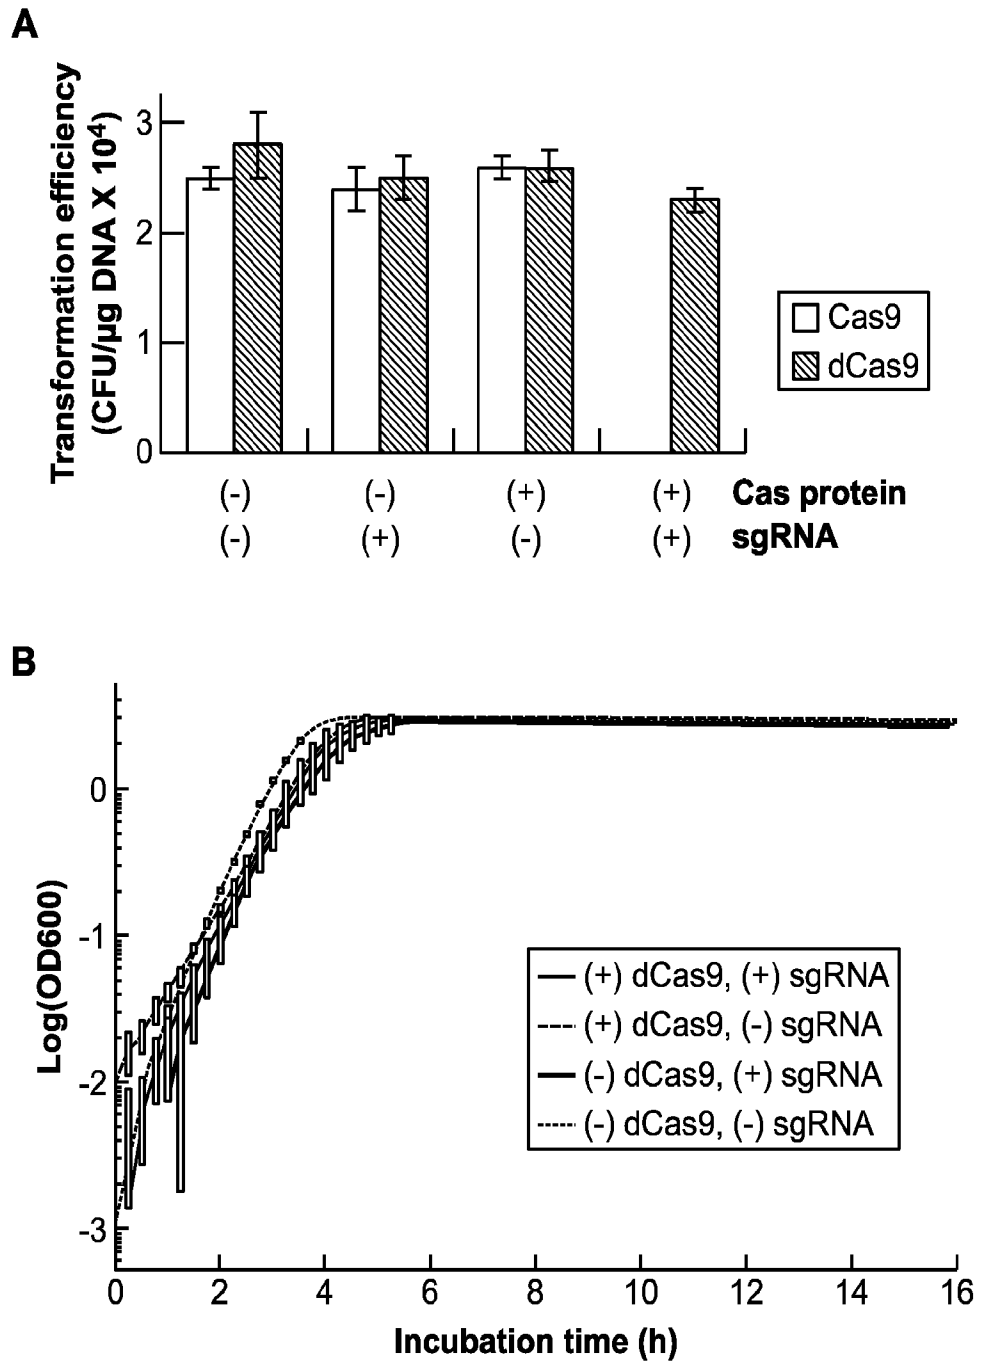 A
Transformation efficiency
(CFU/µg DNA X 10⁴)
3
2
1
0
Cas9
dCas9
(-) (-) (+) (+) Cas protein
(-) (+) (-) (+) sgRNA
B
Log(OD600)
0
-1
-2
-3
(+) dCas9, (+) sgRNA
(+) dCas9, (-) sgRNA
(-) dCas9, (+) sgRNA
(-) dCas9, (-) sgRNA
0 2 4 6 8 10 12 14 16
Incubation time (h)